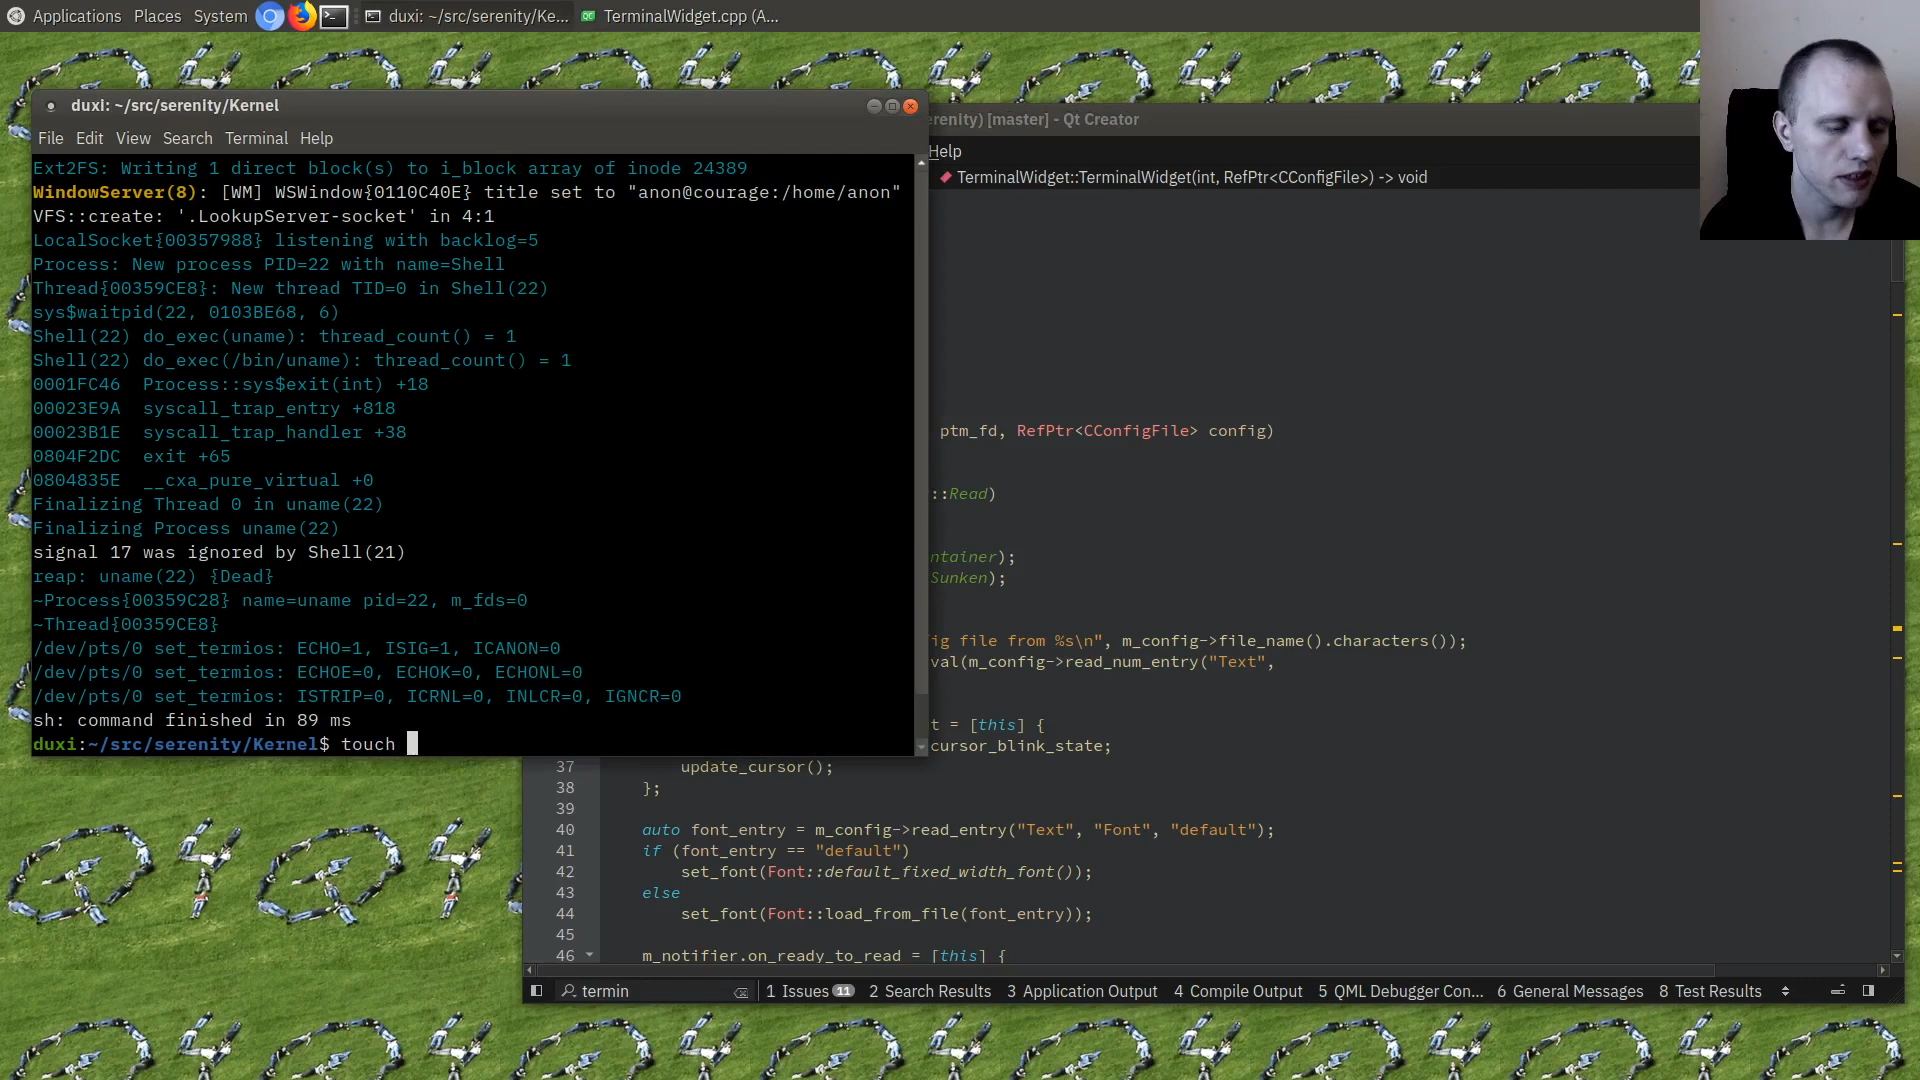 Applications Places System duxi: ~/src/serenity/Ke... TerminalWidget.cpp (A...
duxi: ~/src/serenity/Kernel
File Edit View Search Terminal Help
Ext2FS: Writing 1 direct block(s) to i_block array of inode 24389
WindowServer(8): [WM] WSWindow{0110C40E} title set to "anon@courage:/home/anon"
VFS::create: '.LookupServer-socket' in 4:1
LocalSocket{00357988} listening with backlog=5
Process: New process PID=22 with name=Shell
Thread{00359CE8}: New thread TID=0 in Shell(22)
sys$waitpid(22, 0103BE68, 6)
Shell(22) do_exec(uname): thread_count() = 1
Shell(22) do_exec(/bin/uname): thread_count() = 1
0001FC46  Process::sys$exit(int) +18
00023E9A  syscall_trap_entry +818
00023B1E  syscall_trap_handler +38
0804F2DC  exit +65
0804835E  __cxa_pure_virtual +0
Finalizing Thread 0 in uname(22)
Finalizing Process uname(22)
signal 17 was ignored by Shell(21)
reap: uname(22) {Dead}
~Process{00359C28} name=uname pid=22, m_fds=0
~Thread{00359CE8}
/dev/pts/0 set_termios: ECHO=1, ISIG=1, ICANON=0
/dev/pts/0 set_termios: ECHOE=0, ECHOK=0, ECHONL=0
/dev/pts/0 set_termios: ISTRIP=0, ICRNL=0, INLCR=0, IGNCR=0
sh: command finished in 89 ms
duxi:~/src/serenity/Kernel$ touch
erenity) [master] - Qt Creator
Help
TerminalWidget::TerminalWidget(int, RefPtr<CConfigFile>) -> void
ptm_fd, RefPtr<CConfigFile> config)
::Read)
ntainer);
Sunken);
ig file from %s\n", m_config->file_name().characters());
val(m_config->read_num_entry("Text",
t = [this] {
cursor_blink_state;
37 update_cursor();
38 };
39
40 auto font_entry = m_config->read_entry("Text", "Font", "default");
41 if (font_entry == "default")
42 set_font(Font::default_fixed_width_font());
43 else
44 set_font(Font::load_from_file(font_entry));
45
46 m_notifier.on_ready_to_read = [this] {
termin 1 Issues 11 2 Search Results 3 Application Output 4 Compile Output 5 QML Debugger Con... 6 General Messages 8 Test Results